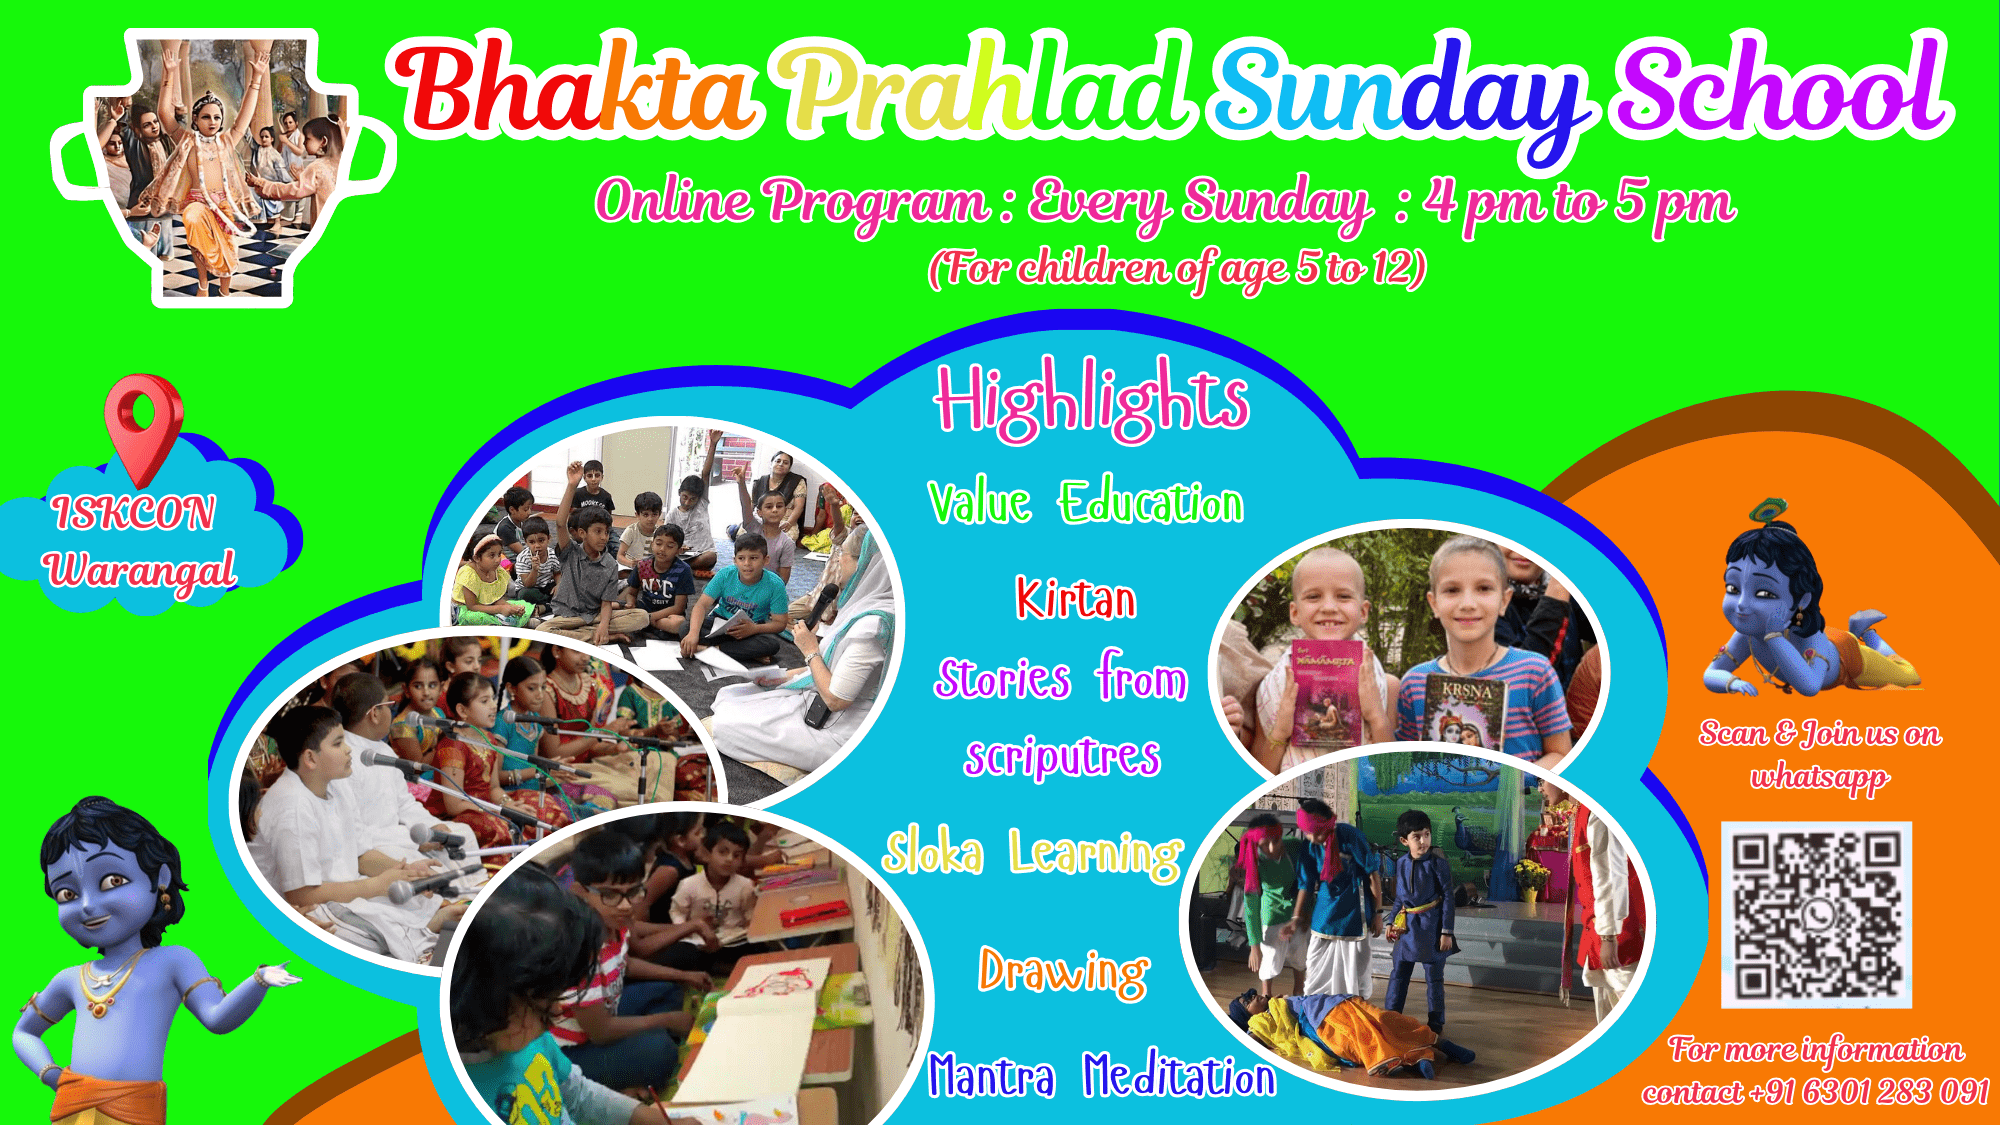 Bhakta Prahlad Sunday School
Online Program : Every Sunday : 4 pm to 5 pm
(For children of age 5 to 12)
ISKCON
Warangal
Highlights
Value Education
Kirtan
Stories from
scriputres
Sloka Learning
Drawing
Mantra Meditation
NYC
KRSNA
Scan & Join us on
whatsapp
For more information
contact +91 6301 283 091